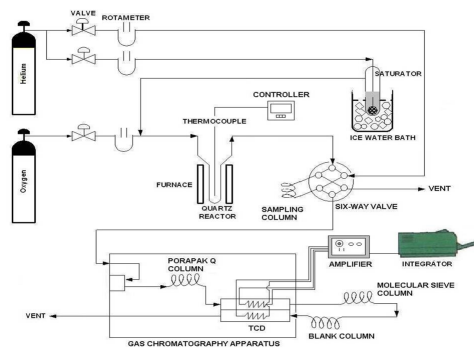 VALVE
ROTAMETER
Helium
SATURATOR
CONTROLLER
THERMOCOUPLE
ICE WATER BATH
Oxygen
FURNACE
QUARTZ
REACTOR
SAMPLING
COLUMN
VENT
SIX-WAY VALVE
PORAPAK Q
COLUMN
AMPLIFIER
INTEGRATOR
MOLECULAR SIEVE
COLUMN
VENT
TCD
BLANK COLUMN
GAS CHROMATOGRAPHY APPARATUS